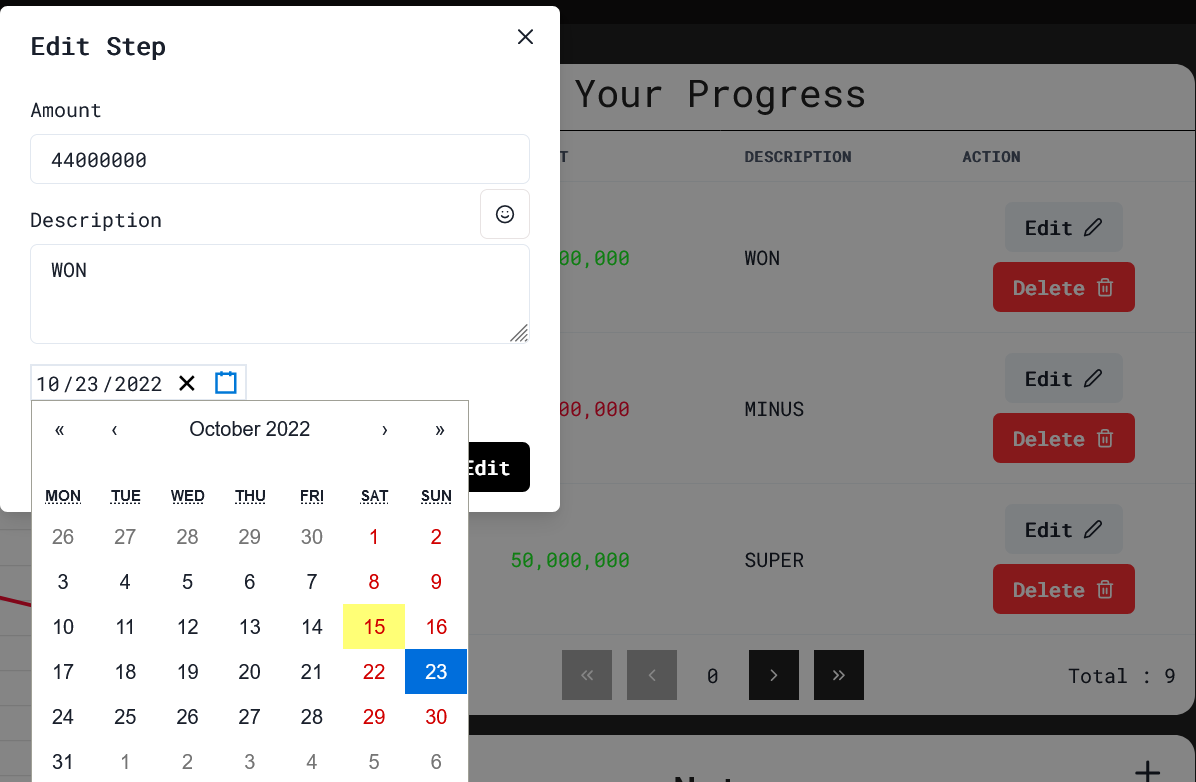 Edit Step
Amount
44000000
Description
WON
10/23/2022
« ‹ October 2022 › »
MON TUE WED THU FRI SAT SUN
26 27 28 29 30 1 2
3 4 5 6 7 8 9
10 11 12 13 14 15 16
17 18 19 20 21 22 23
24 25 26 27 28 29 30
31 1 2 3 4 5 6
Edit
Your Progress
T DESCRIPTION ACTION
00,000 WON Edit
Delete
00,000 MINUS Edit
Delete
50,000,000 SUPER Edit
Delete
« ‹ 0 › » Total : 9